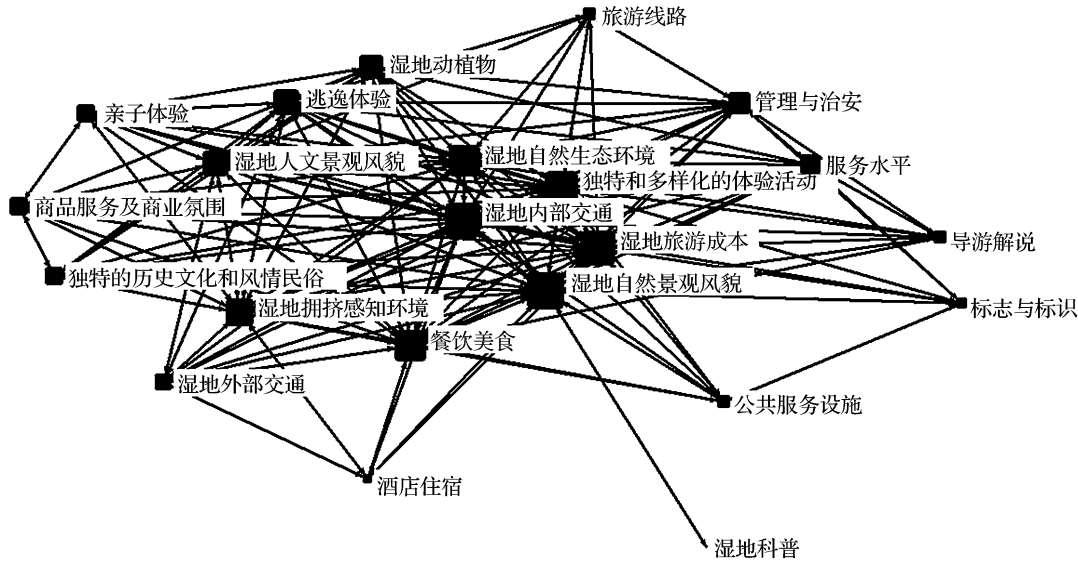 旅游线路
湿地动植物
逃逸体验
管理与治安
亲子体验
湿地人文景观风貌
湿地自然生态环境
服务水平
独特和多样化的体验活动
商品服务及商业氛围
湿地内部交通
湿地旅游成本
导游解说
独特的历史文化和风情民俗
湿地自然景观风貌
湿地拥挤感知环境
标志与标识
餐饮美食
湿地外部交通
公共服务设施
酒店住宿
湿地科普